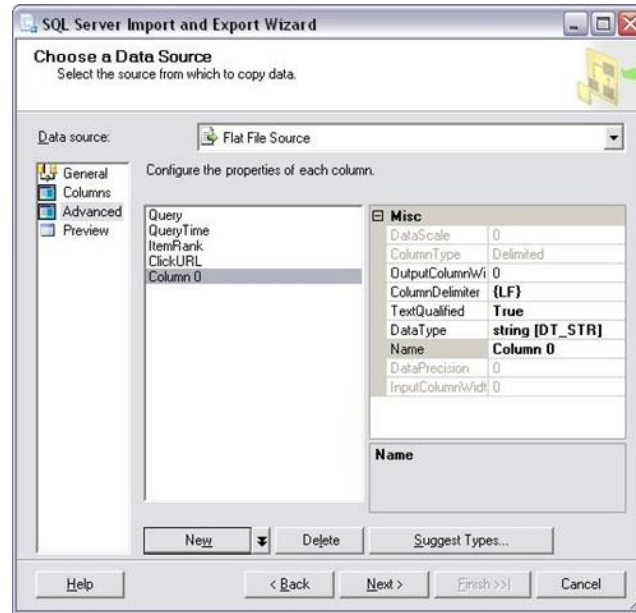 SQL Server Import and Export Wizard
Choose a Data Source
Select the source from which to copy data.
Data source:
Flat File Source
General
Columns
Advanced
Preview
Configure the properties of each column.
Query
QueryTime
ItemRank
ClickURL
Column 0
Misc
DataScale 0
ColumnType Delimited
OutputColumnWi 0
ColumnDelimiter {LF}
TextQualified True
DataType string [DT_STR]
Name Column 0
DataPrecision 0
InputColumnWidt 0
Name
New
Delete
Suggest Types...
Help
< Back
Next >
Finish >>|
Cancel